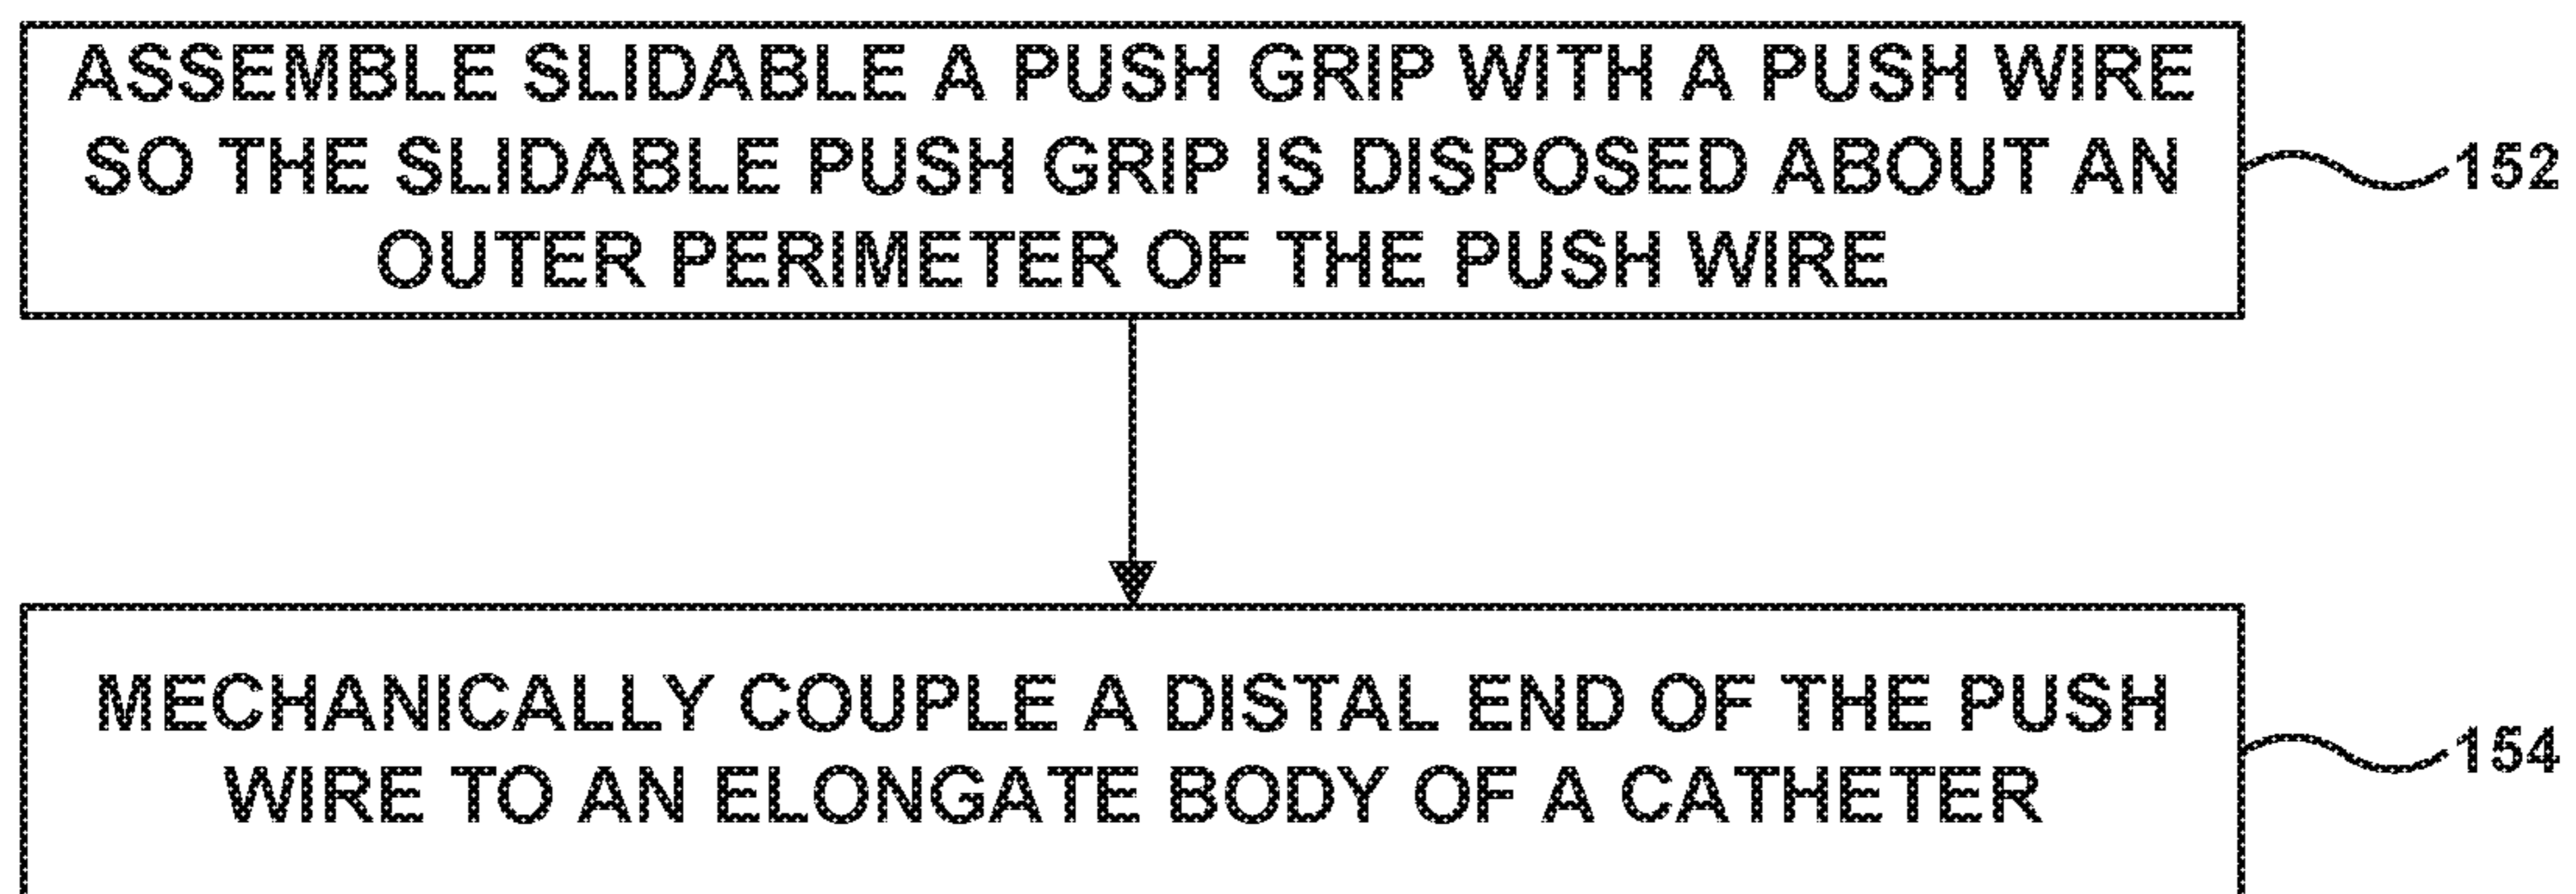 ASSEMBLE SLIDABLE A PUSH GRIP WITH A PUSH WIRE
SO THE SLIDABLE PUSH GRIP IS DISPOSED ABOUT AN
OUTER PERIMETER OF THE PUSH WIRE
152
MECHANICALLY COUPLE A DISTAL END OF THE PUSH
WIRE TO AN ELONGATE BODY OF A CATHETER
154